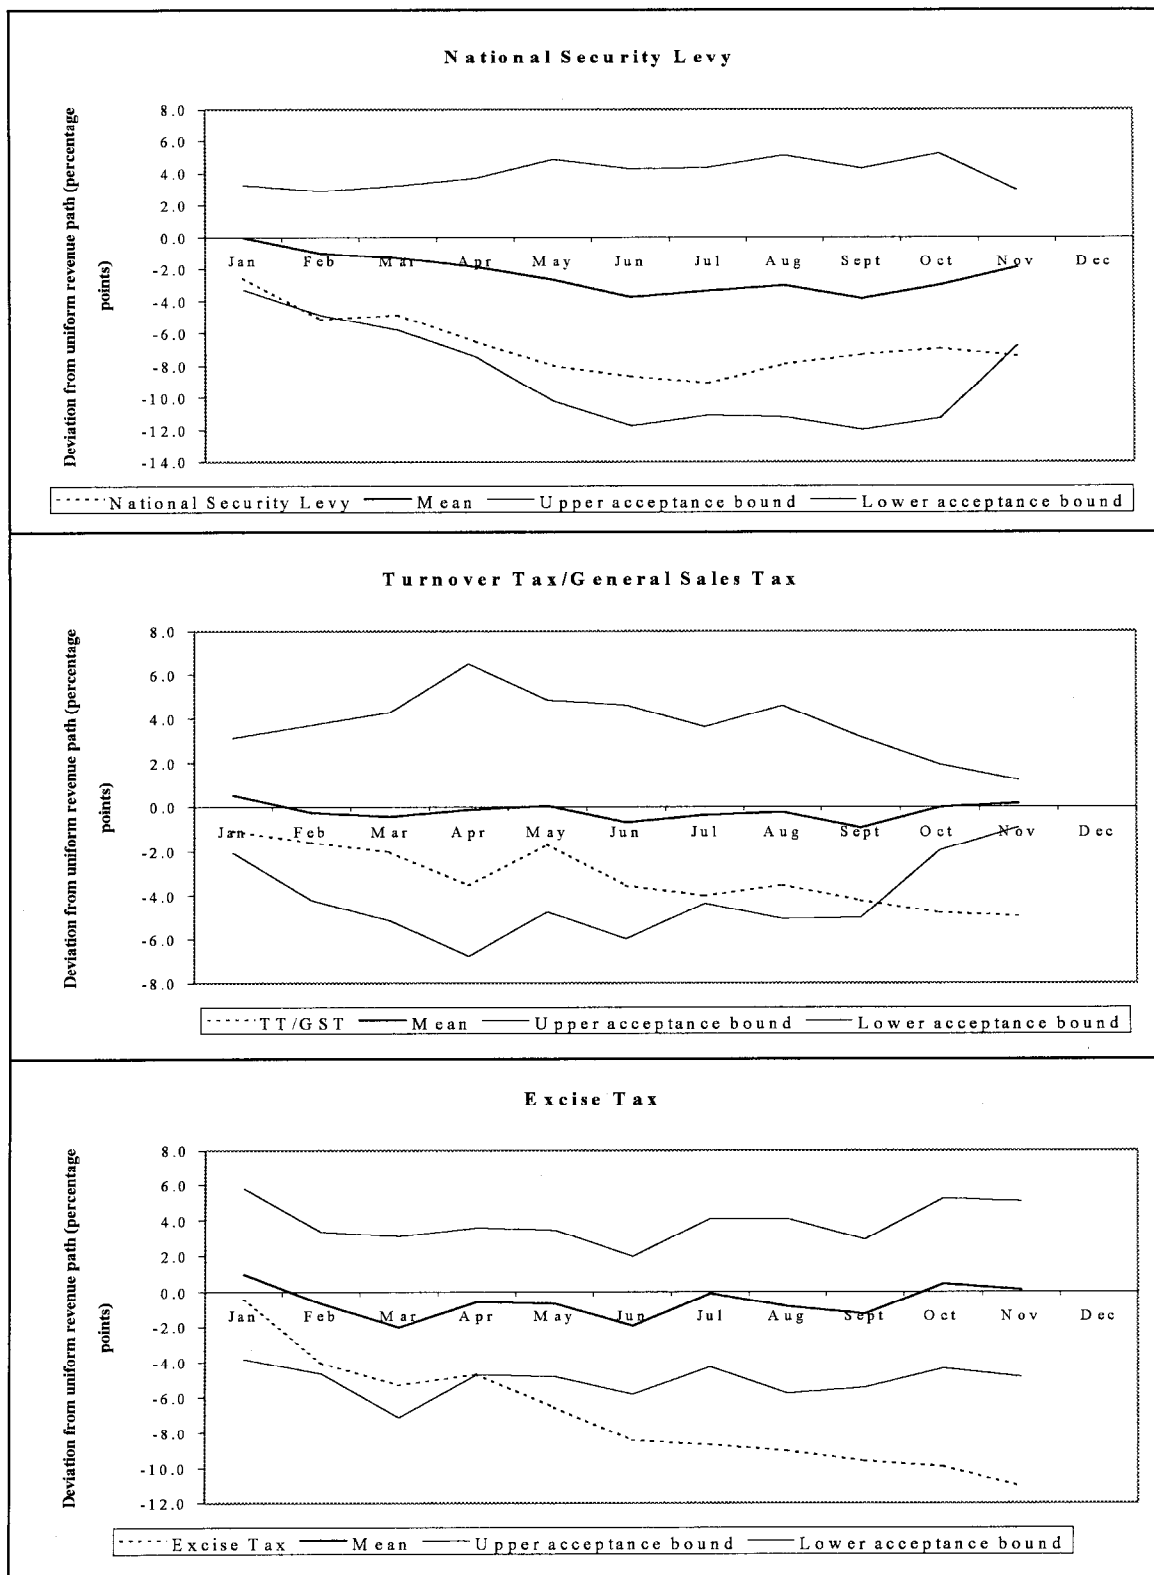 National Security Levy
Deviation from uniform revenue path (percentage
points)
8.0
6.0
4.0
2.0
0.0
-2.0
-4.0
-6.0
-8.0
-10.0
-12.0
-14.0
Jan Feb Mar Apr May Jun Jul Aug Sept Oct Nov Dec
National Security Levy Mean Upper acceptance bound Lower acceptance bound
Turnover Tax/General Sales Tax
Deviation from uniform revenue path (percentage
points)
8.0
6.0
4.0
2.0
0.0
-2.0
-4.0
-6.0
-8.0
Jan Feb Mar Apr May Jun Jul Aug Sept Oct Nov Dec
TT/GST Mean Upper acceptance bound Lower acceptance bound
Excise Tax
Deviation from uniform revenue path (percentage
points)
8.0
6.0
4.0
2.0
0.0
-2.0
-4.0
-6.0
-8.0
-10.0
-12.0
Jan Feb Mar Apr May Jun Jul Aug Sept Oct Nov Dec
Excise Tax Mean Upper acceptance bound Lower acceptance bound